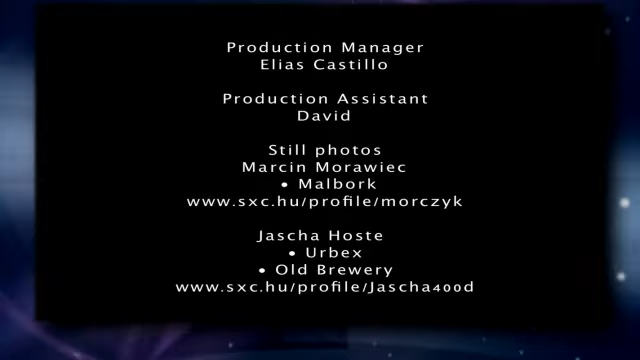 Production Manager
Elias Castillo
Production Assistant
David
Still photos
Marcin Morawiec
• Malbork
www.sxc.hu/profile/morczyk
Jascha Hoste
• Urbex
• Old Brewery
www.sxc.hu/profile/Jascha400d